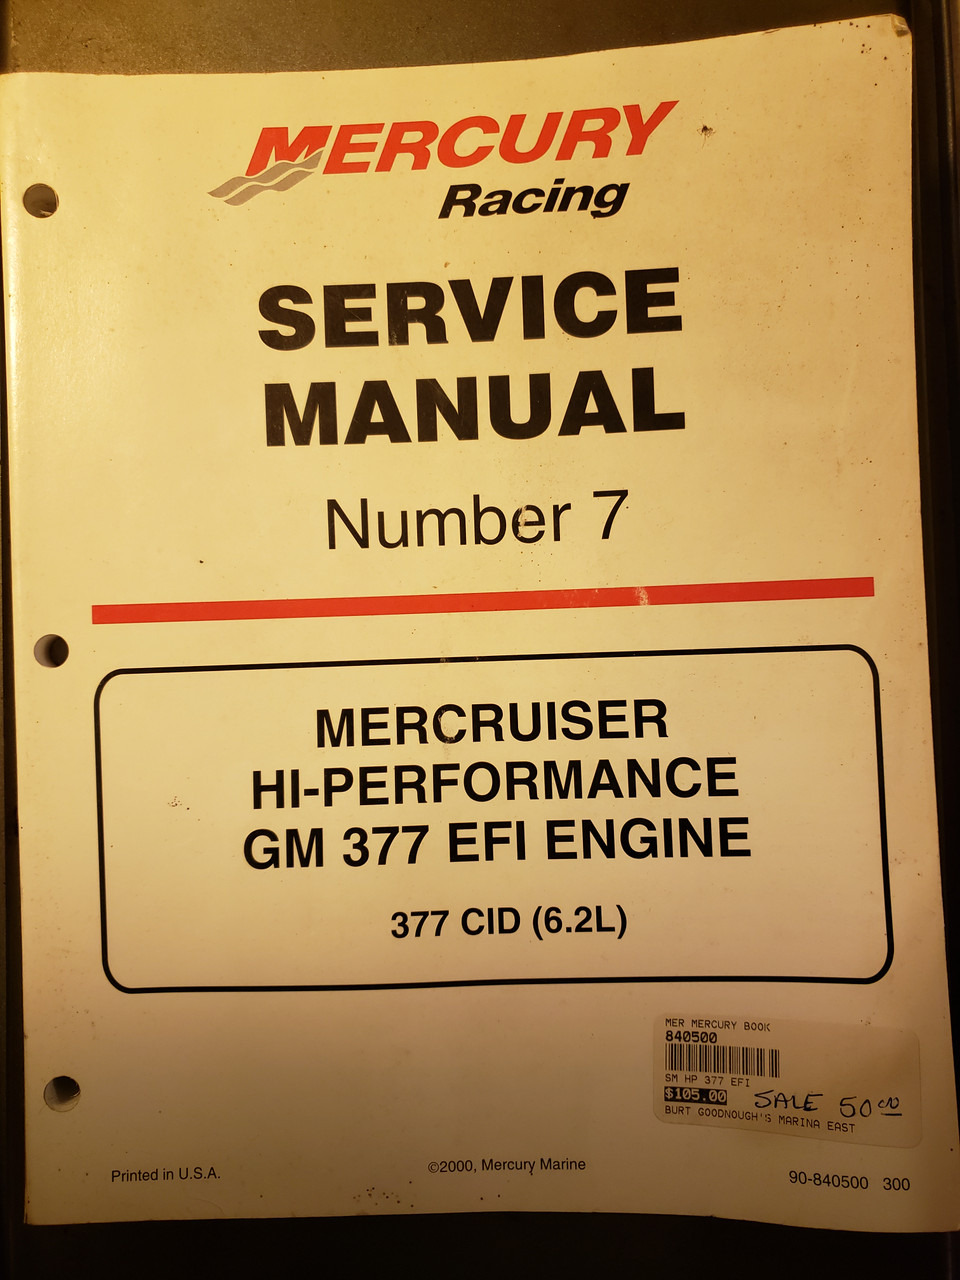 MERCURY
Racing
SERVICE
MANUAL
Number 7
MERCRUISER
HI-PERFORMANCE
GM 377 EFI ENGINE
377 CID (6.2L)
MER MERCURY BOOK
840500
SM HP 377 EFI
$105.00 SALE 50 00
BURT GOODNOUGH'S MARINA EAST
Printed in U.S.A.
©2000, Mercury Marine
90-840500 300